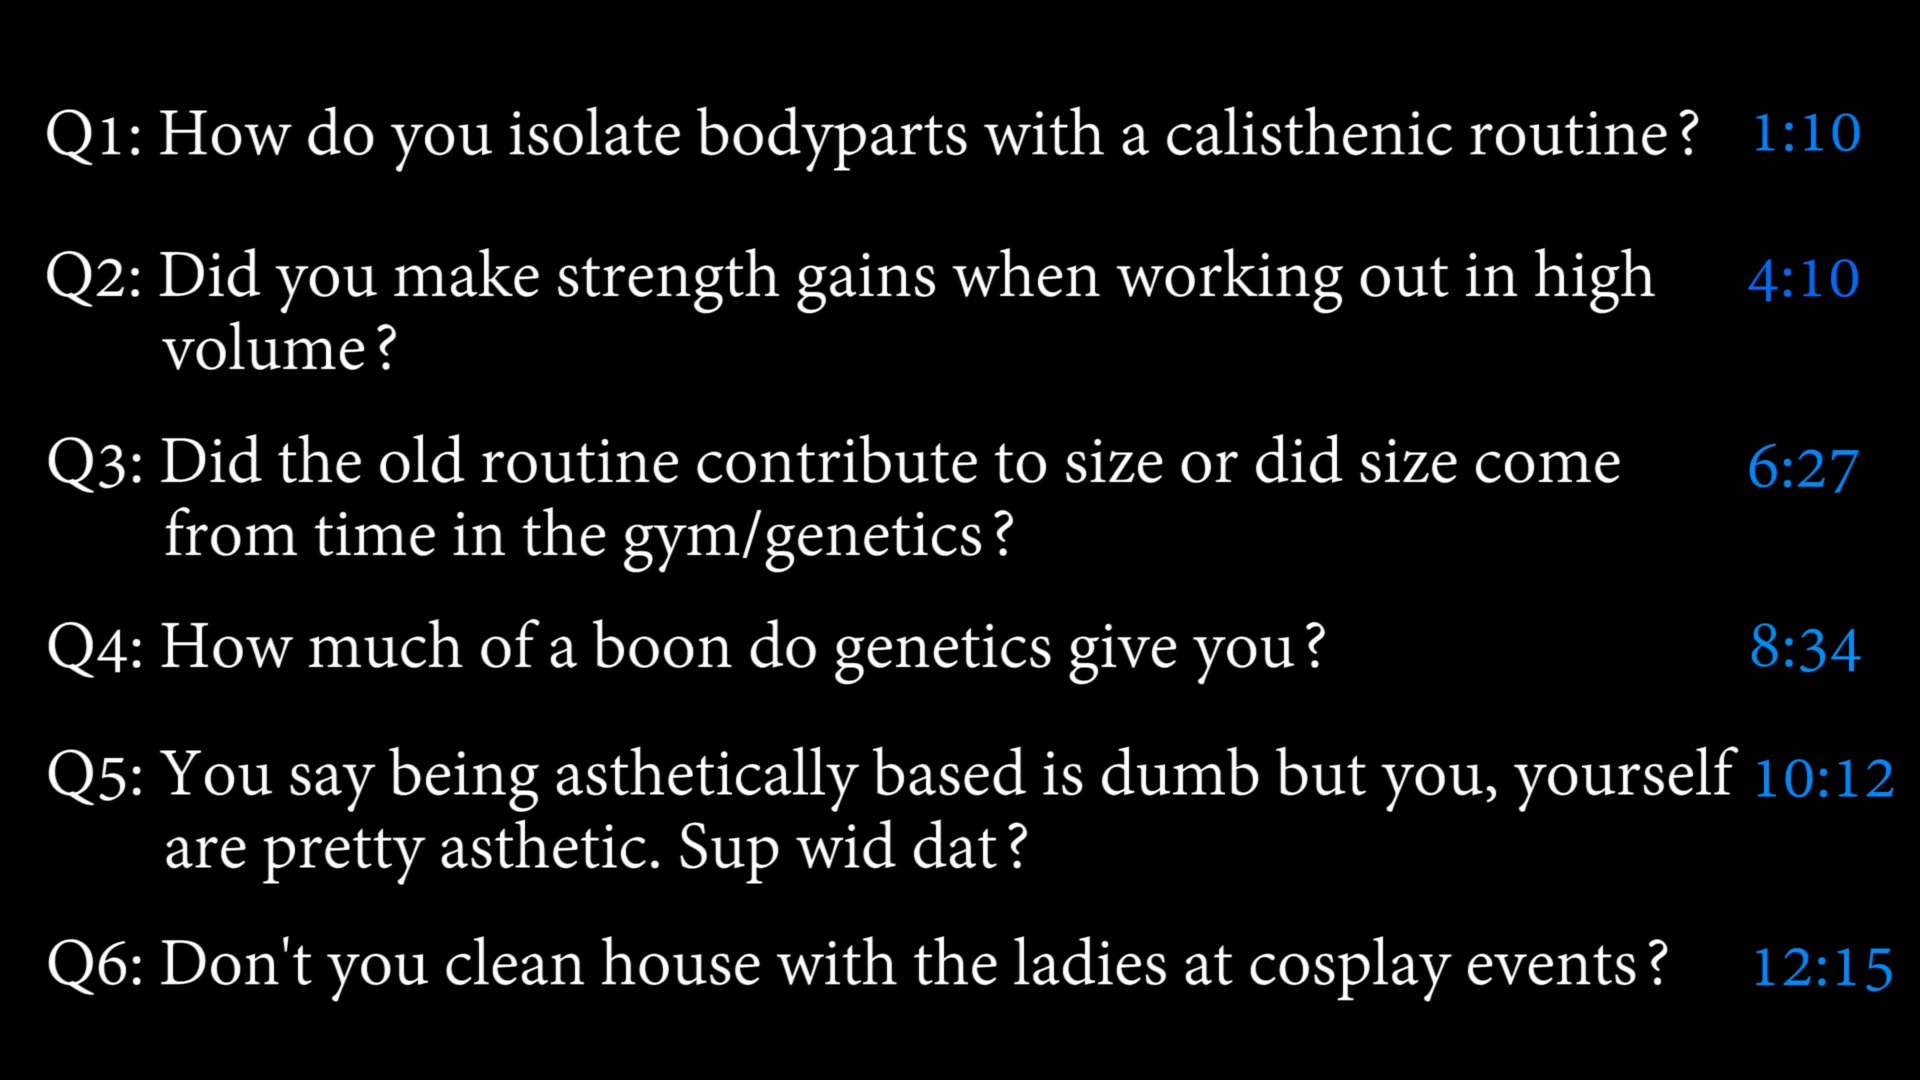 Q1: How do you isolate bodyparts with a calisthenic routine? 1:10
Q2: Did you make strength gains when working out in high 4:10
volume?
Q3: Did the old routine contribute to size or did size come 6:27
from time in the gym/genetics?
Q4: How much of a boon do genetics give you? 8:34
Q5: You say being asthetically based is dumb but you, yourself 10:12
are pretty asthetic. Sup wid dat?
Q6: Don't you clean house with the ladies at cosplay events? 12:15